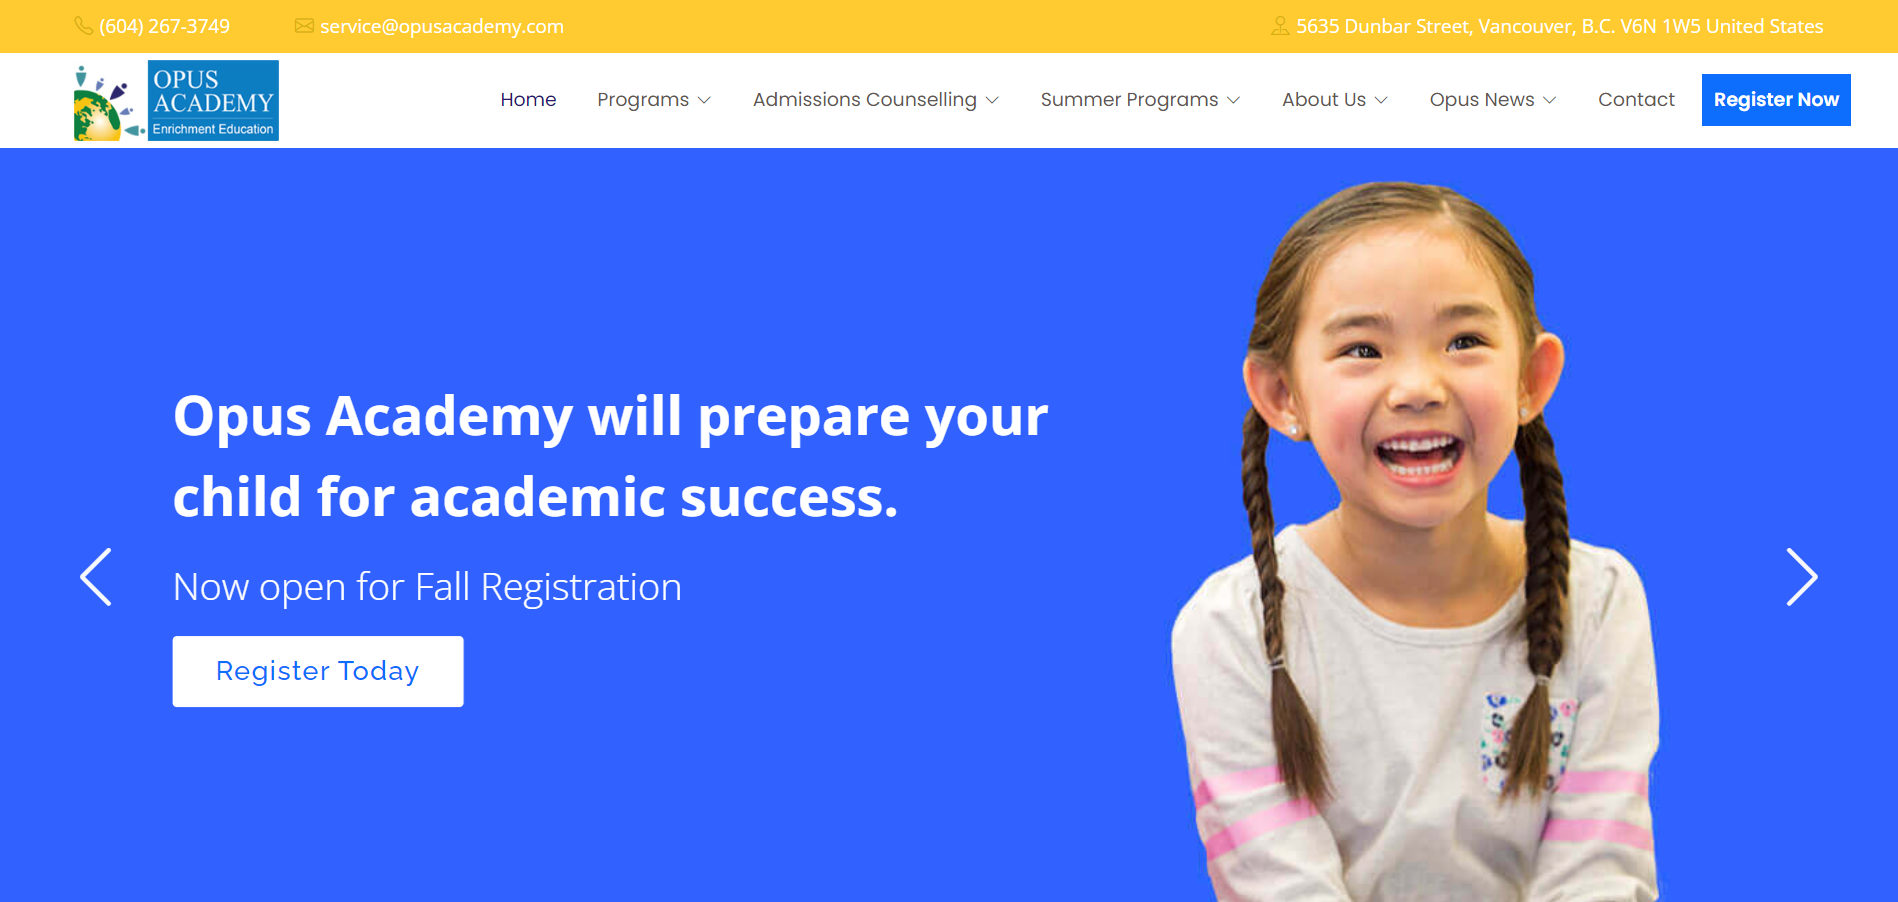 (604) 267-3749
service@opusacademy.com
5635 Dunbar Street, Vancouver, B.C. V6N 1W5 United States
OPUS
ACADEMY
Enrichment Education
Home
Programs
Admissions Counselling
Summer Programs
About Us
Opus News
Contact
Register Now
Opus Academy will prepare your
child for academic success.
Now open for Fall Registration
Register Today